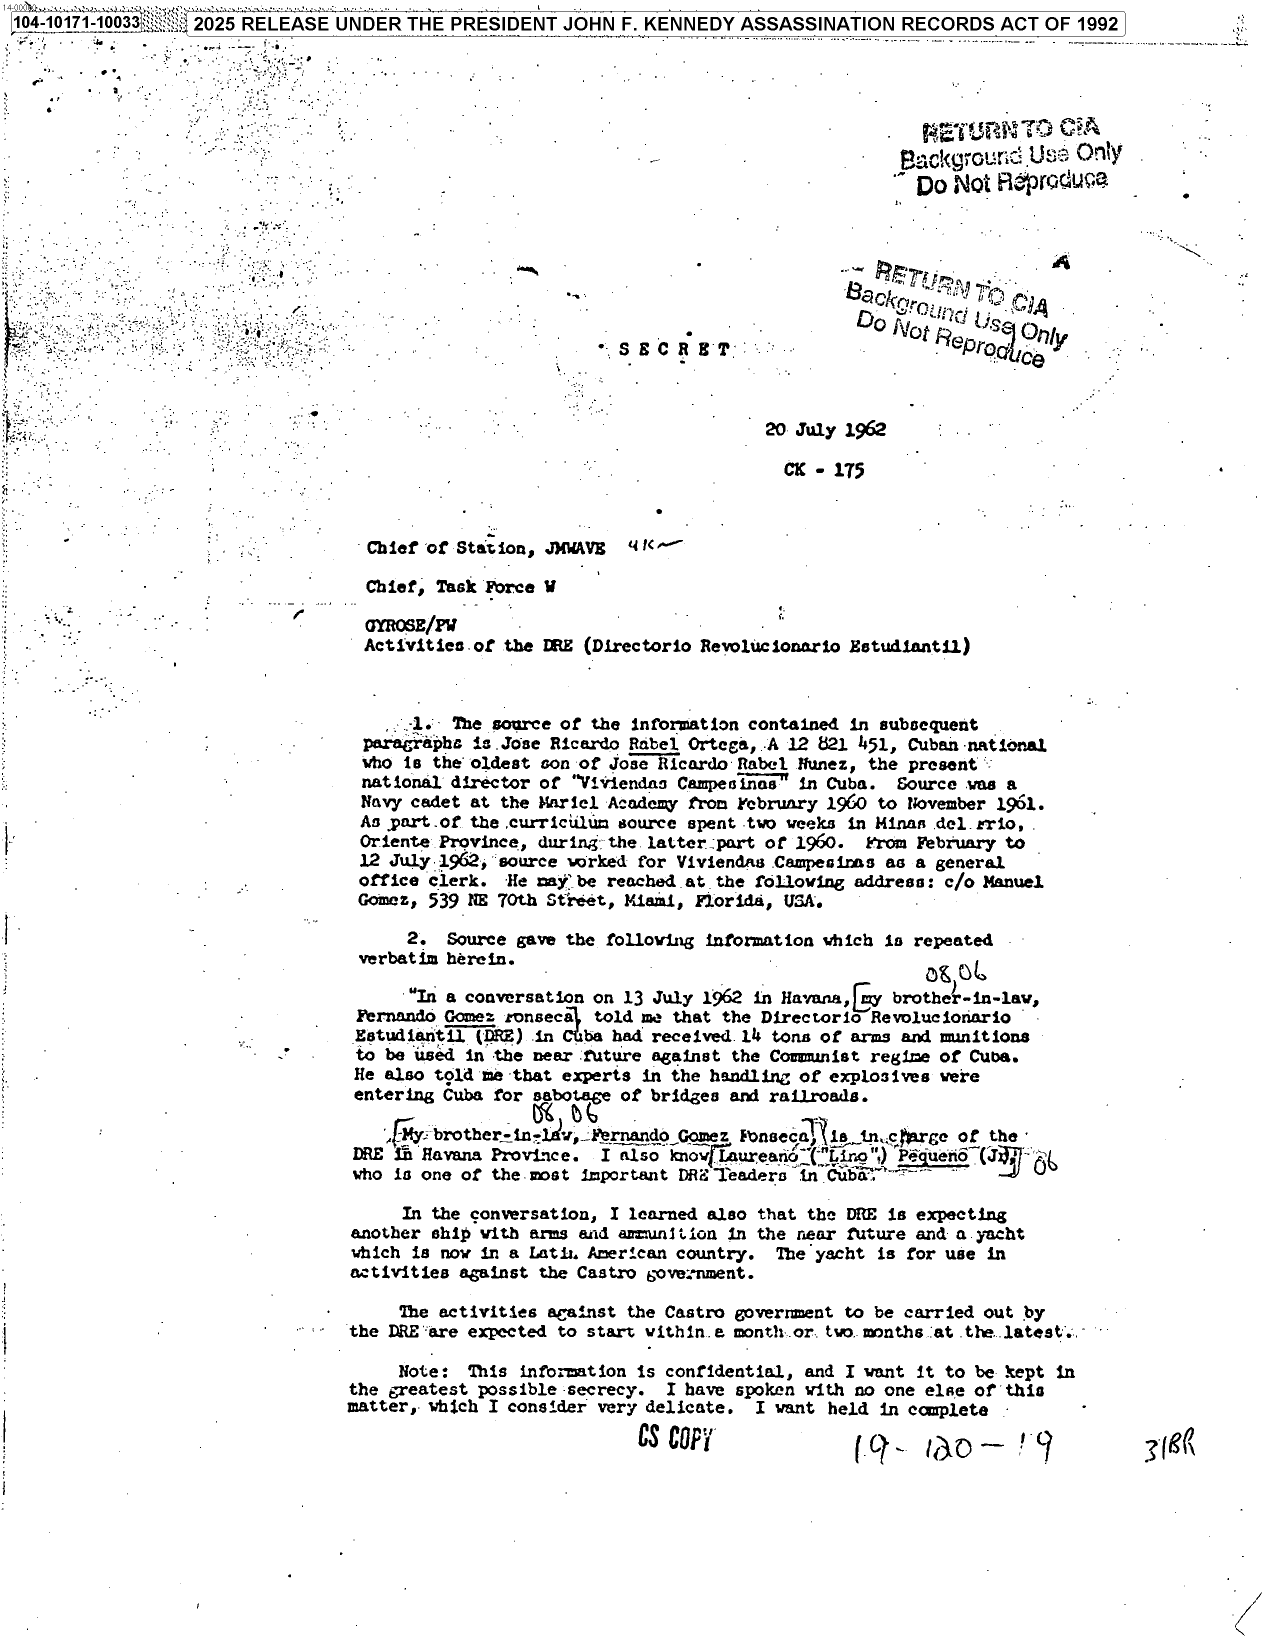 14-00000
104-10171-10033
2025 RELEASE UNDER THE PRESIDENT JOHN F. KENNEDY ASSASSINATION RECORDS ACT OF 1992
RETURN TO CIA
Background Use Only
Do Not Reproduce
RETURN TO CIA
Background Use Only
Do Not Reproduce
S E C R E T
20 July 1962
CK - 175
Chief of Station, JMWAVE
Chief, Task Force W
GYROSE/PW
Activities of the DRE (Directorio Revolucionario Estudiantil)
1. The source of the information contained in subsequent
paragraphs is Jose Ricardo Rabel Ortega, A 12 821 451, Cuban national
who is the oldest son of Jose Ricardo Rabel Nunez, the present
national director of "Viviendas Campesinas" in Cuba. Source was a
Navy cadet at the Mariel Academy from February 1960 to November 1961.
As part of the curriculum source spent two weeks in Minas del Frio,
Oriente Province, during the latter part of 1960. From February to
12 July 1962, source worked for Viviendas Campesinas as a general
office clerk. He may be reached at the following address: c/o Manuel
Gomez, 539 NE 70th Street, Miami, Florida, USA.
2. Source gave the following information which is repeated
verbatim herein.
08,06
"In a conversation on 13 July 1962 in Havana, [my brother-in-law,
Fernando Gomez Fonseca] told me that the Directorio Revolucionario
Estudiantil (DRE) in Cuba had received 14 tons of arms and munitions
to be used in the near future against the Communist regime of Cuba.
He also told me that experts in the handling of explosives were
entering Cuba for sabotage of bridges and railroads.
08,06
[My brother-in-law, Fernando Gomez Fonseca,] is in charge of the
DRE in Havana Province. I also know [Laureano ("Lino") Pequeno
06
who is one of the most important DRE leaders in Cuba.
In the conversation, I learned also that the DRE is expecting
another ship with arms and ammunition in the near future and a yacht
which is now in a Latin American country. The yacht is for use in
activities against the Castro government.
The activities against the Castro government to be carried out by
the DRE are expected to start within a month or two months at the latest.
Note: This information is confidential, and I want it to be kept in
the greatest possible secrecy. I have spoken with no one else of this
matter, which I consider very delicate. I want held in complete
CS COPY
19-120-19
31BR